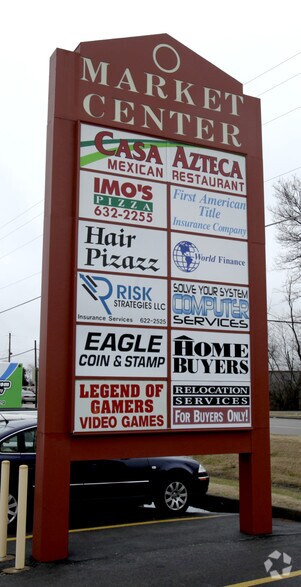 MARKET
CENTER
CASA AZTECA
MEXICAN RESTAURANT
IMO'S
PIZZA
632-2255
First American
Title
Insurance Company
Hair
Pizazz
World Finance
RISK
STRATEGIES LLC
Insurance Services 622-2525
SOLVE YOUR SYSTEM
COMPUTER
SERVICES
EAGLE
COIN & STAMP
HOME
BUYERS
LEGEND OF
GAMERS
VIDEO GAMES
RELOCATION
SERVICES
For BUYERS ONLY!